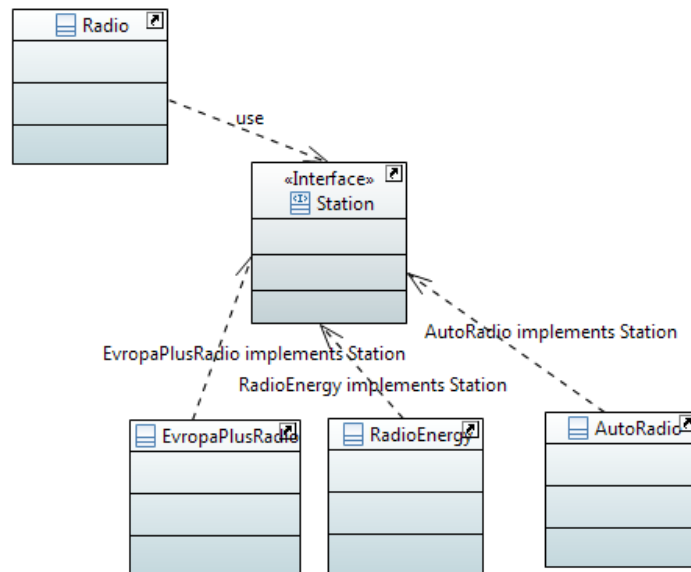 Radio
use
«Interface»
Station
AutoRadio implements Station
EvropaPlusRadio implements Station
RadioEnergy implements Station
EvropaPlusRadio
RadioEnergy
AutoRadio